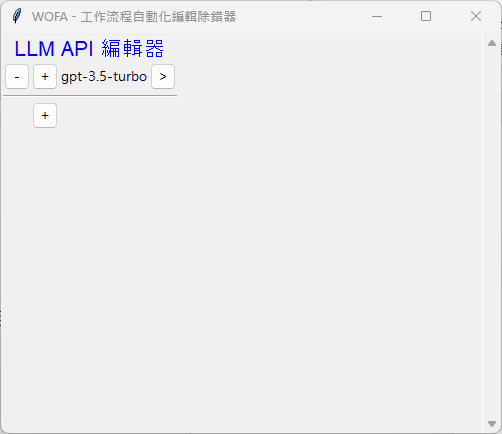 WOFA - 工作流程自動化編輯除錯器
LLM API 編輯器
- + gpt-3.5-turbo >
+